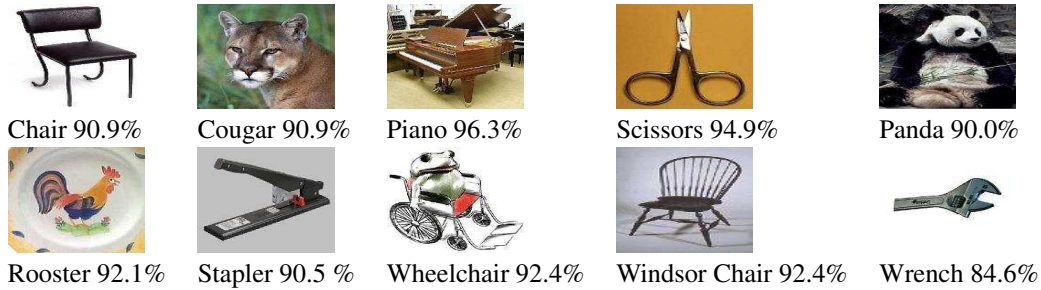 Chair 90.9%
Cougar 90.9%
Piano 96.3%
Scissors 94.9%
Panda 90.0%
Rooster 92.1%
Stapler 90.5 %
Wheelchair 92.4%
Windsor Chair 92.4%
Wrench 84.6%